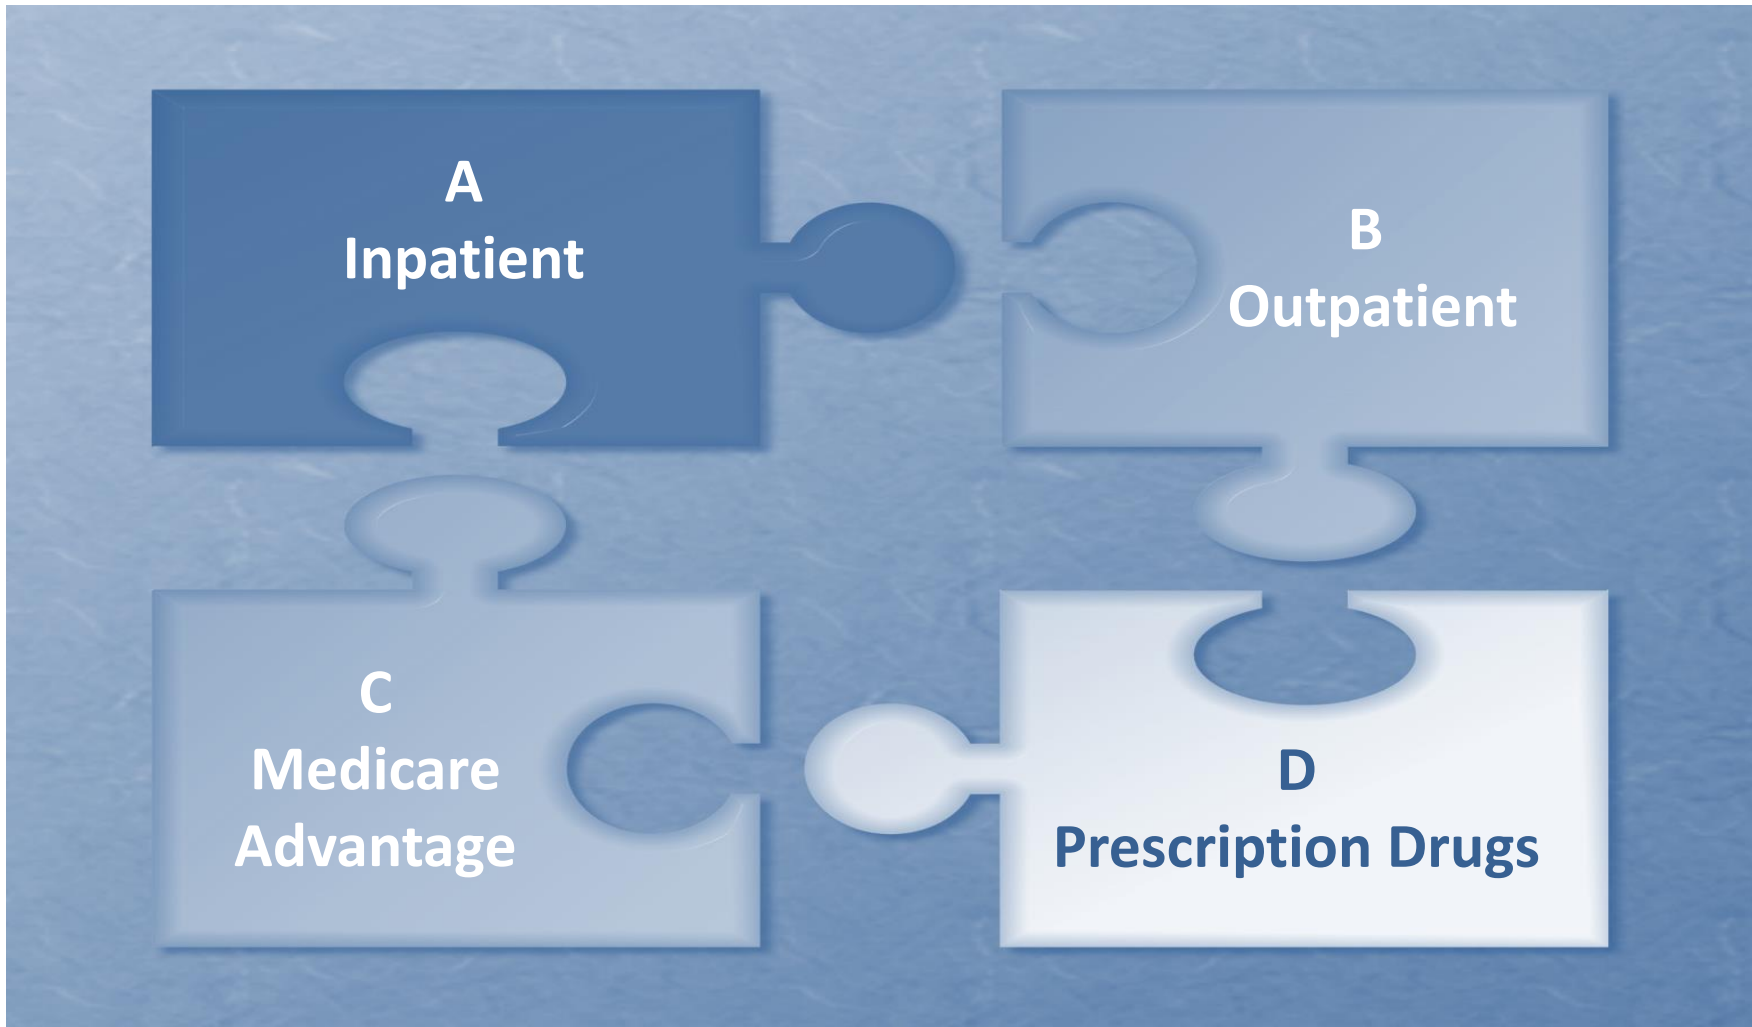 A
Inpatient
B
Outpatient
C
Medicare
Advantage
D
Prescription Drugs